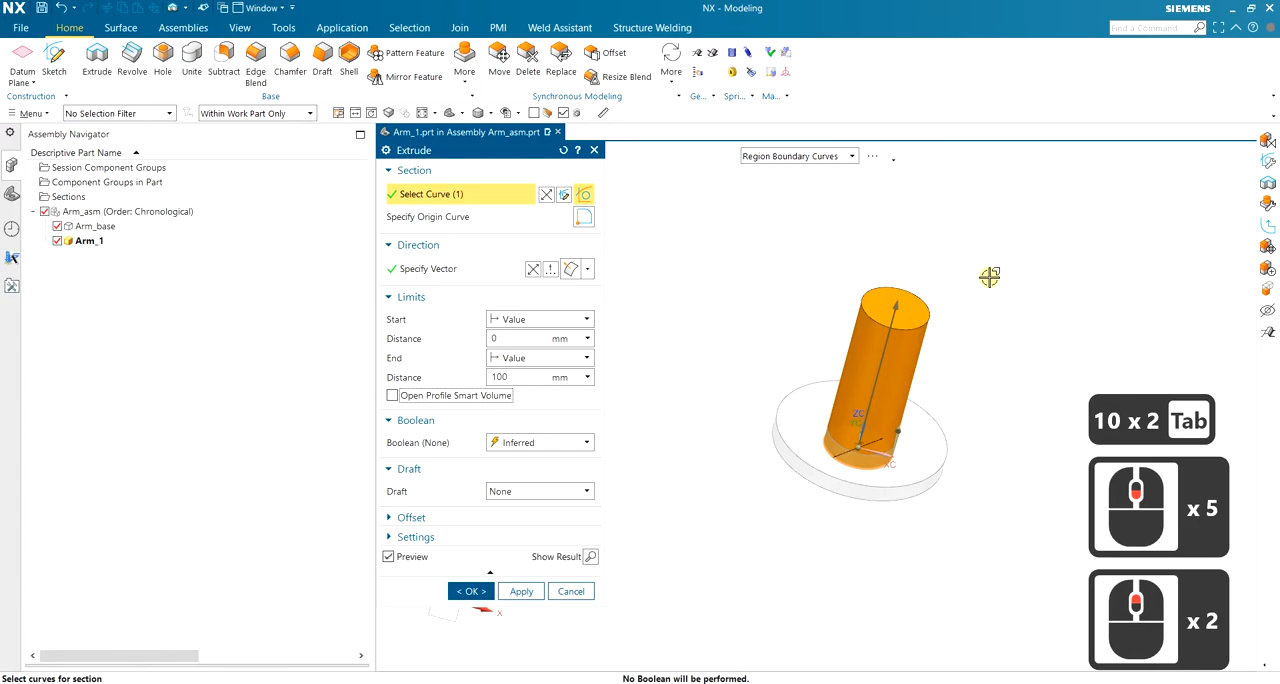 NX
Window
NX - Modeling
SIEMENS
File Home Surface Assemblies View Tools Application Selection Join PMI Weld Assistant Structure Welding
Find a Command
Datum Plane Sketch Extrude Revolve Hole Unite Subtract Edge Blend Chamfer Draft Shell Pattern Feature Mirror Feature More Move Delete Replace Offset Resize Blend More
Construction Base Synchronous Modeling Ge... Spri... Ma...
Menu No Selection Filter Within Work Part Only
Assembly Navigator
Descriptive Part Name
Session Component Groups
Component Groups in Part
Sections
Arm_asm (Order: Chronological)
Arm_base
Arm_1
Arm_1.prt in Assembly Arm_asm.prt
Extrude
Section
Select Curve (1)
Specify Origin Curve
Direction
Specify Vector
Limits
Start Value
Distance 0 mm
End Value
Distance 100 mm
Open Profile Smart Volume
Boolean
Boolean (None) Inferred
Draft
Draft None
Offset
Settings
Preview Show Result
< OK > Apply Cancel
Region Boundary Curves
ZC
XC
X
10 x 2 Tab
x 5
x 2
Select curves for section
No Boolean will be performed.